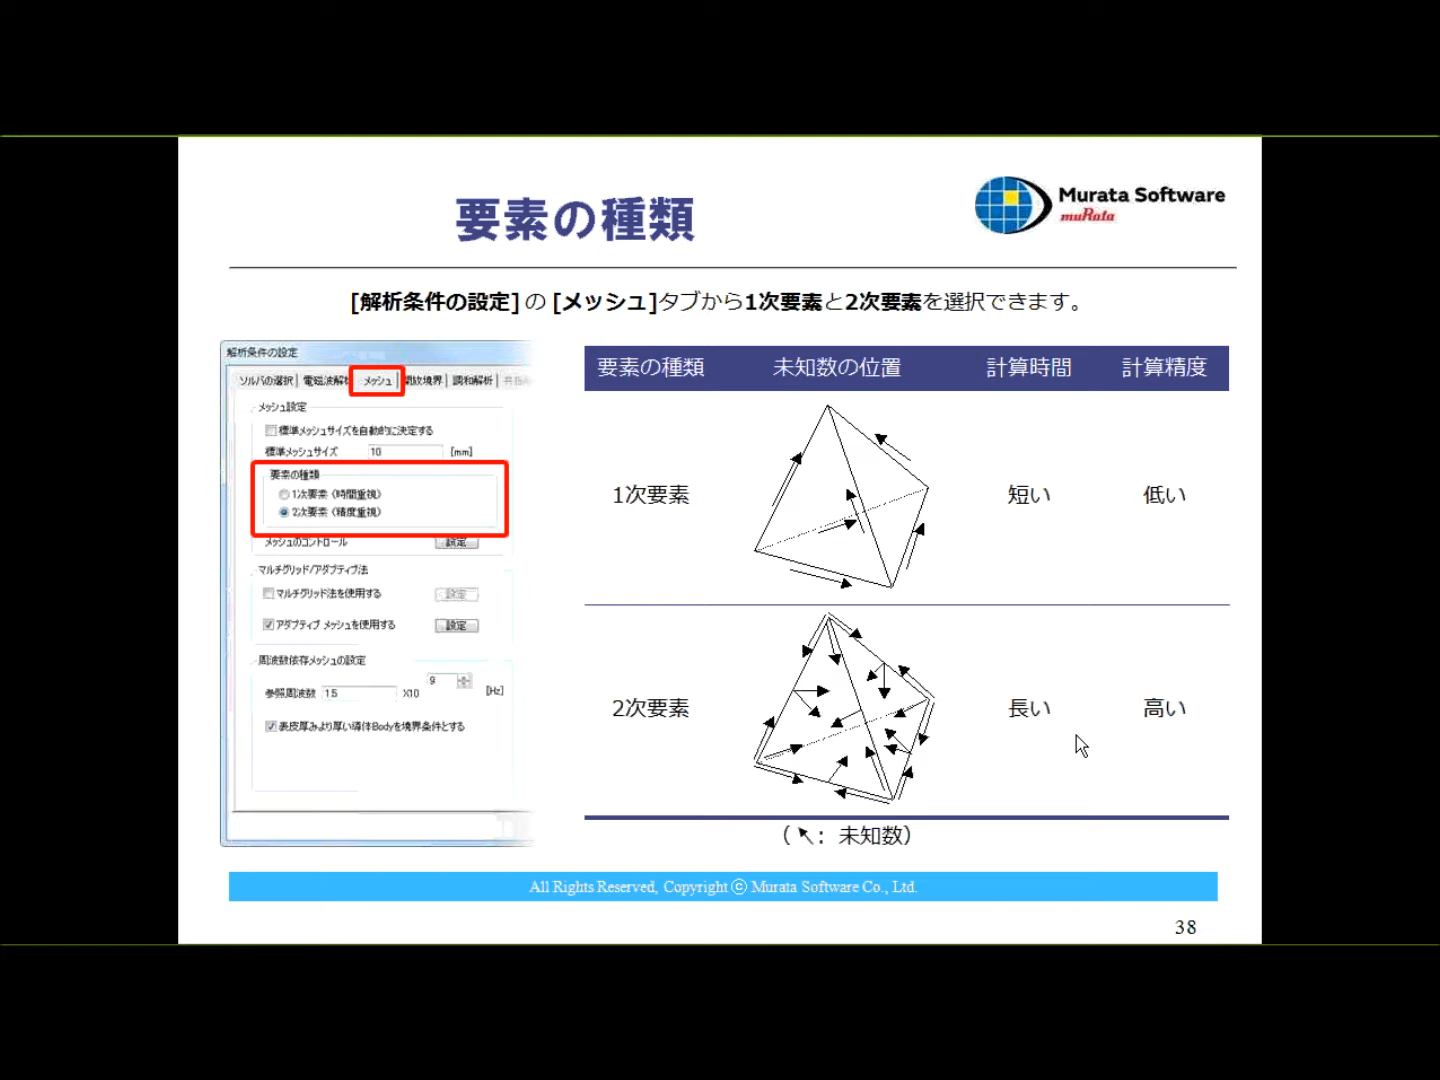 要素の種類
Murata Software
muRata
[解析条件の設定] の [メッシュ]タブから1次要素と2次要素を選択できます。
解析条件の設定
ソルバの選択 電磁波解析 メッシュ 開放境界 調和解析
メッシュ設定
標準メッシュサイズを自動的に決定する
標準メッシュサイズ 10 [mm]
要素の種類
1次要素（時間重視）
2次要素（精度重視）
メッシュのコントロール 設定
マルチグリッド/アダプティブ法
マルチグリッド法を使用する 設定
アダプティブ メッシュを使用する 設定
周波数依存メッシュの設定
参照周波数 15 X10 9 [Hz]
表皮厚みより厚い導体Bodyを境界条件とする
要素の種類 未知数の位置 計算時間 計算精度
1次要素 短い 低い
2次要素 長い 高い
（↖: 未知数）
All Rights Reserved, Copyright ⓒ Murata Software Co., Ltd.
38